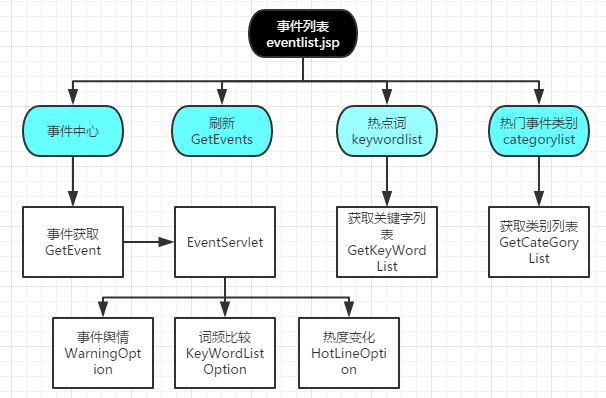 事件列表
eventlist.jsp
事件中心
刷新
GetEvents
热点词
keywordlist
热门事件类别
categorylist
事件获取
GetEvent
EventServlet
获取关键字列
表
GetKeyWord
List
获取类别列表
GetCateGory
List
事件舆情
WarningOpt
ion
词频比较
KeyWordList
Option
热度变化
HotLineOpti
on